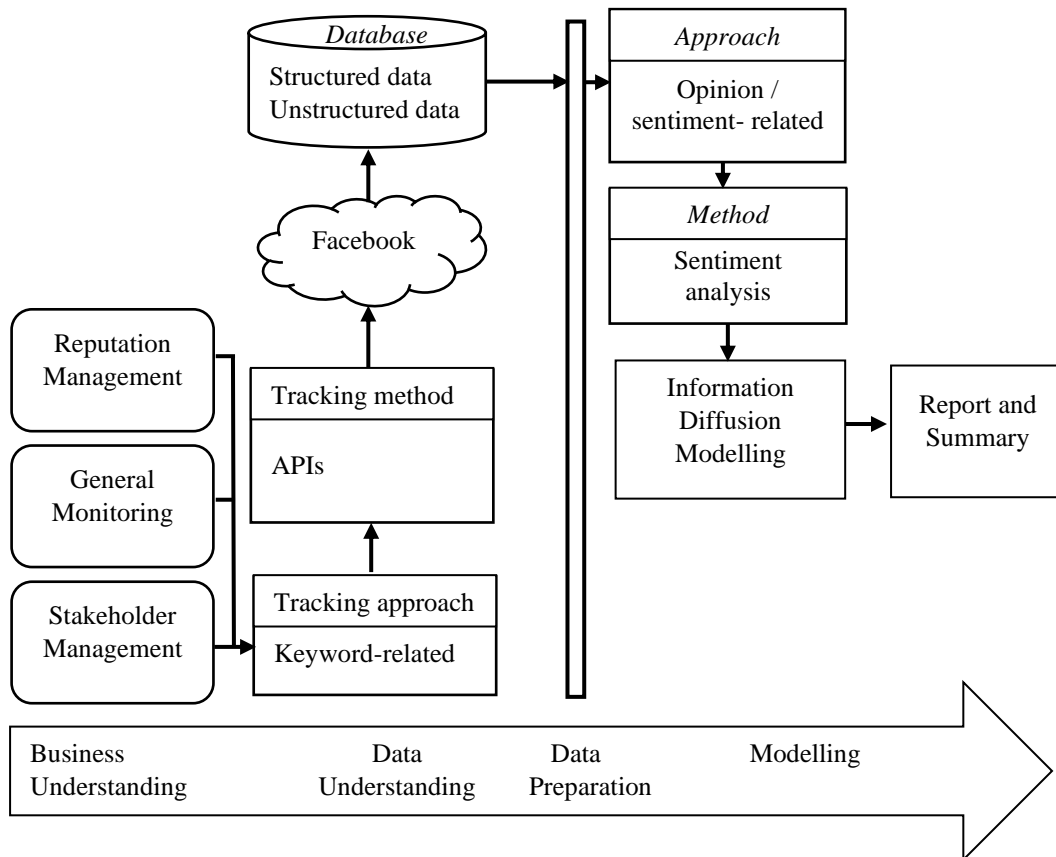 Database
Structured data
Unstructured data
Approach
Opinion /
sentiment- related
Method
Sentiment
analysis
Facebook
Reputation
Management
General
Monitoring
Stakeholder
Management
Tracking method
APIs
Tracking approach
Keyword-related
Information
Diffusion
Modelling
Report and
Summary
Business
Understanding
Data
Understanding
Data
Preparation
Modelling